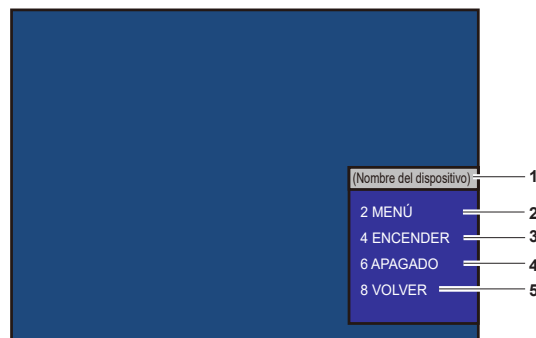 (Nombre del dispositivo) 1
2 MENÚ 2
4 ENCENDER 3
6 APAGADO 4
8 VOLVER 5